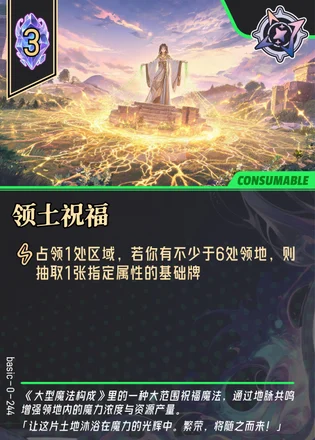 3
CONSUMABLE
领土祝福
占领1处区域，若你有不少于6处领地，则
抽取1张指定属性的基础牌
《大型魔法构成》里的一种大范围祝福魔法，通过地脉共鸣
增强领地内的魔力浓度与资源产量。
「让这片土地沐浴在魔力的光辉中。繁荣，将随之而来！」
basic-0-244